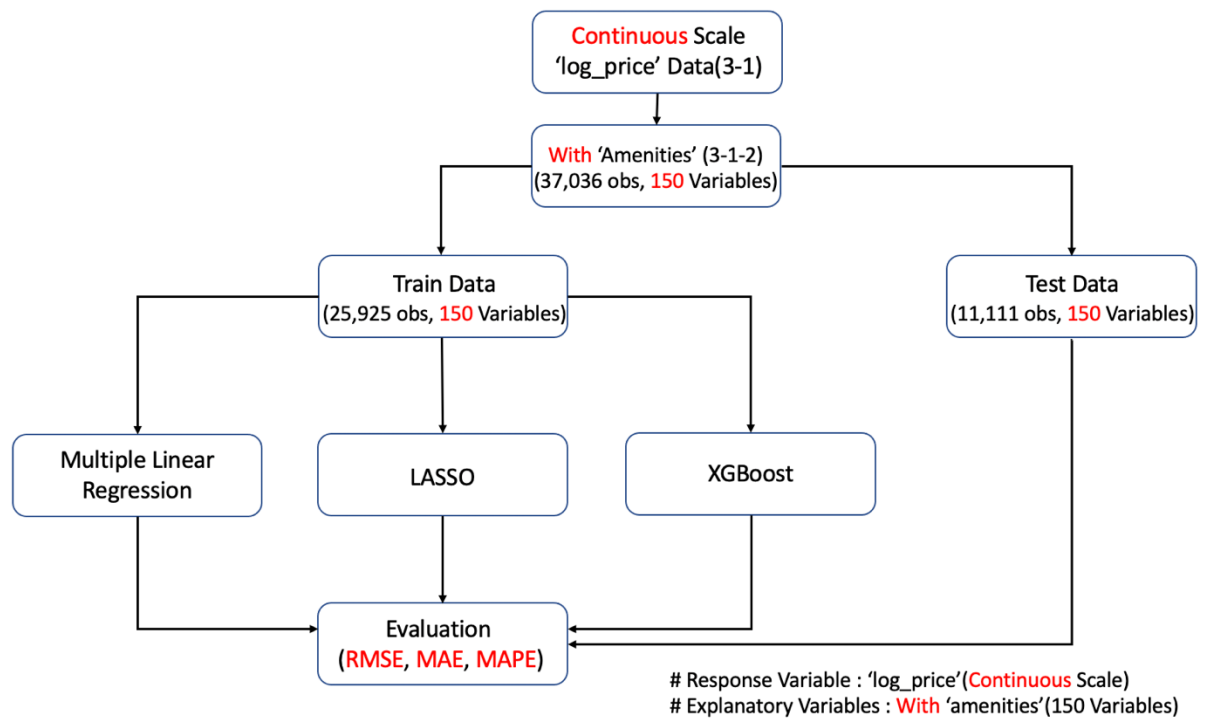 Continuous Scale
‘log_price’ Data(3-1)
With ‘Amenities’ (3-1-2)
(37,036 obs, 150 Variables)
Train Data
(25,925 obs, 150 Variables)
Test Data
(11,111 obs, 150 Variables)
Multiple Linear
Regression
LASSO
XGBoost
Evaluation
(RMSE, MAE, MAPE)
# Response Variable : ‘log_price’(Continuous Scale)
# Explanatory Variables : With ‘amenities’(150 Variables)